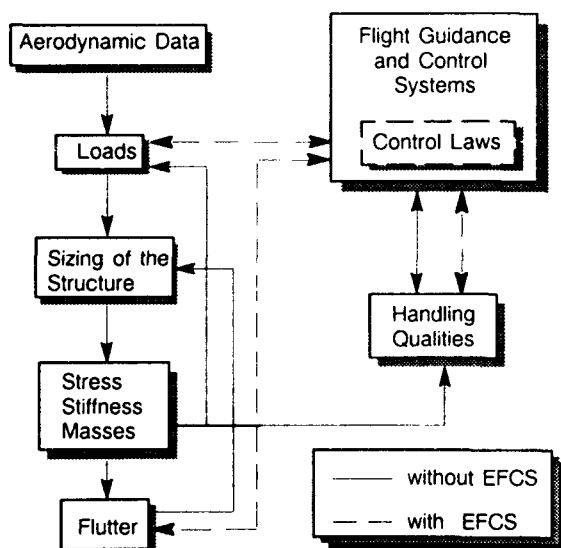 Aerodynamic Data
Loads
Sizing of the
Structure
Stress
Stiffness
Masses
Flutter
Flight Guidance
and Control
Systems
Control Laws
Handling
Qualities
without EFCS
with EFCS